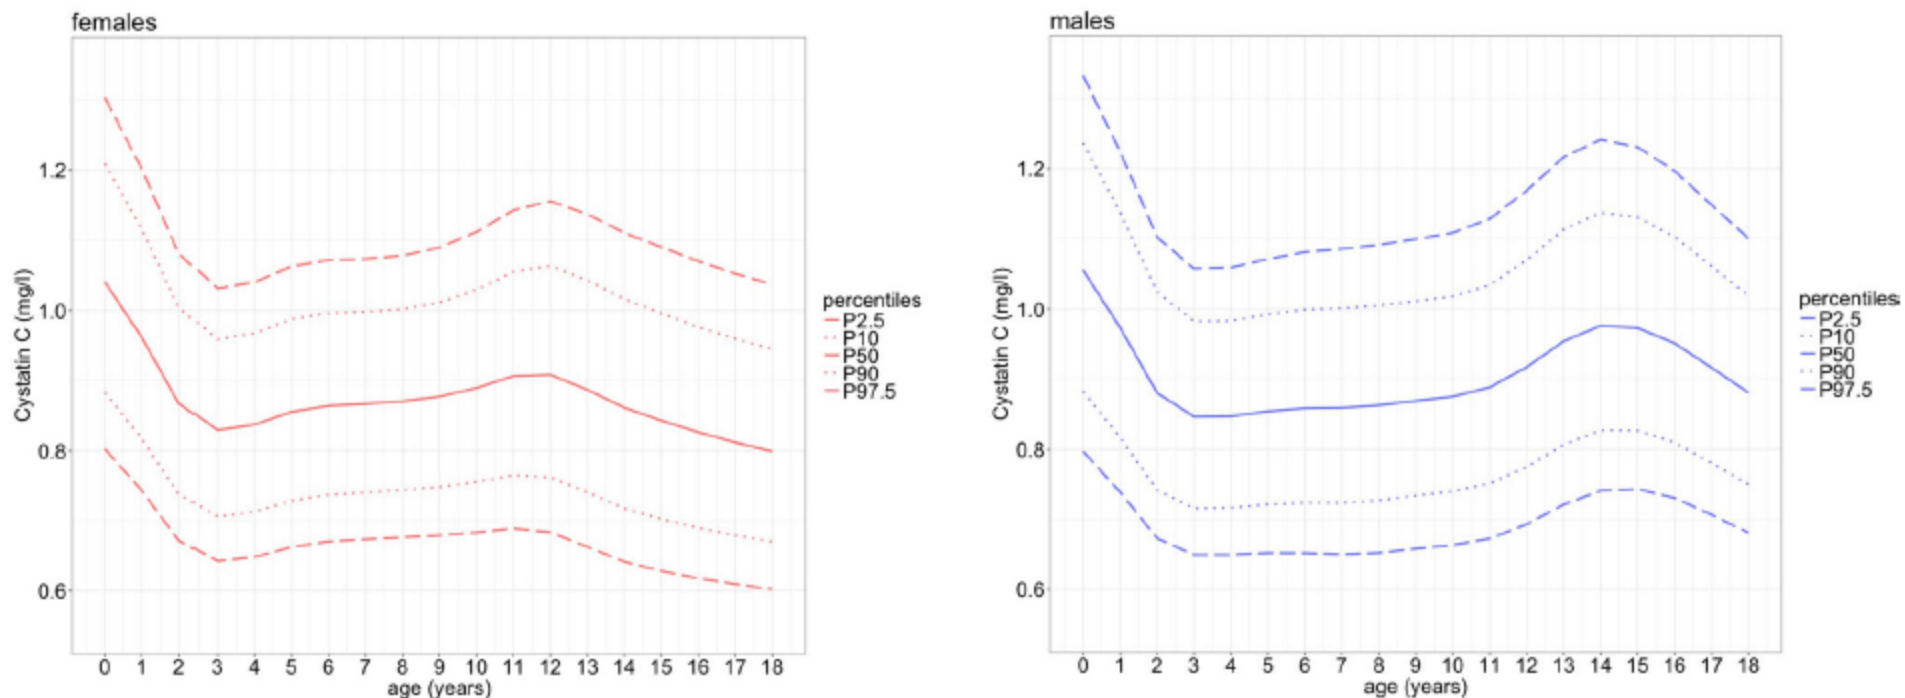 females
Cystatin C (mg/l)
1.2
1.0
0.8
0.6
0 1 2 3 4 5 6 7 8 9 10 11 12 13 14 15 16 17 18
age (years)
percentiles
P2.5
P10
P50
P90
P97.5
males
Cystatin C (mg/l)
1.2
1.0
0.8
0.6
0 1 2 3 4 5 6 7 8 9 10 11 12 13 14 15 16 17 18
age (years)
percentiles
P2.5
P10
P50
P90
P97.5